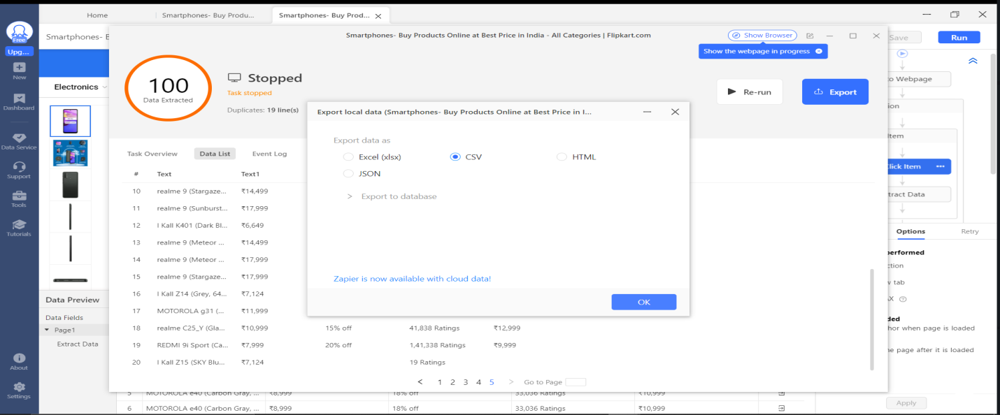 Home
Smartphones- Buy Produ...
Smartphones- Buy Prod...
Free
Upg...
New
Dashboard
Data Service
Support
Tools
Tutorials
About
Settings
Smartphones- B
Save
Run
Electronics
Data Preview
Data Fields
Page1
Extract Data
Smartphones- Buy Products Online at Best Price in India - All Categories | Flipkart.com
Show Browser
Show the webpage in progress
100
Data Extracted
Stopped
Task stopped
Duplicates: 19 line(s)
Re-run
Export
Task Overview
Data List
Event Log
# Text Text1
10 realme 9 (Stargaze... ₹14,499
11 realme 9 (Sunburst... ₹17,999
12 I Kall K401 (Dark Bl... ₹6,649
13 realme 9 (Meteor ... ₹14,499
14 realme 9 (Meteor ... ₹17,999
15 realme 9 (Stargaze... ₹17,999
16 I Kall Z14 (Grey, 64... ₹7,124
17 MOTOROLA g31 (... ₹11,999
18 realme C25_Y (Gla... ₹10,999 15% off 41,838 Ratings ₹12,999
19 REDMI 9i Sport (Ca... ₹7,999 20% off 1,41,338 Ratings ₹9,999
20 I Kall Z15 (SKY Blu... ₹7,124 19 Ratings
< 1 2 3 4 5 > Go to Page
Export local data (Smartphones- Buy Products Online at Best Price in I...
Export data as
Excel (xlsx)
CSV
HTML
JSON
> Export to database
Zapier is now available with cloud data!
OK
5 MOTOROLA e40 (Carbon Gray, ... ₹8,999 18% off 33,036 Ratings ₹10,999
6 MOTOROLA e40 (Carbon Gray, ... ₹8,999 18% off 33,036 Ratings ₹10,999
o Webpage
ion
Item
lick Item
tract Data
Options
Retry
performed
ction
v tab
AX
ded
hor when page is loaded
ne page after it is loaded
Apply